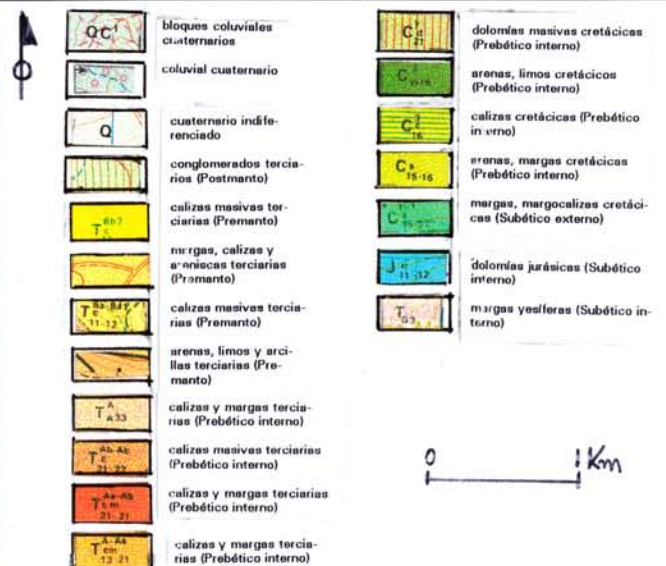 QC¹
bloques coluviales
cuaternarios
coluvial cuaternario
Q
cuaternario indife-
renciado
conglomerados tercia-
rios (Postmanto)
calizas masivas ter-
ciarias (Premanto)
margas, calizas y
areniscas terciarias
(Premanto)
calizas masivas tercia-
rias (Premanto)
arenas, limos y arci-
llas terciarias (Pre-
manto)
calizas y margas tercia-
rias (Prebético interno)
calizas masivas terciarias
(Prebético interno)
calizas y margas terciarias
(Prebético interno)
calizas y margas tercia-
rias (Prebético interno)
dolomías masivas cretácicas
(Prebético interno)
arenas, limos cretácicos
(Prebético interno)
calizas cretácicas (Prebético
interno)
arenas, margas cretácicas
(Prebético interno)
margas, margocalizas cretáci-
cas (Subético externo)
dolomías jurásicas (Subético
interno)
margas yesíferas (Subético in-
terno)
0 1 Km